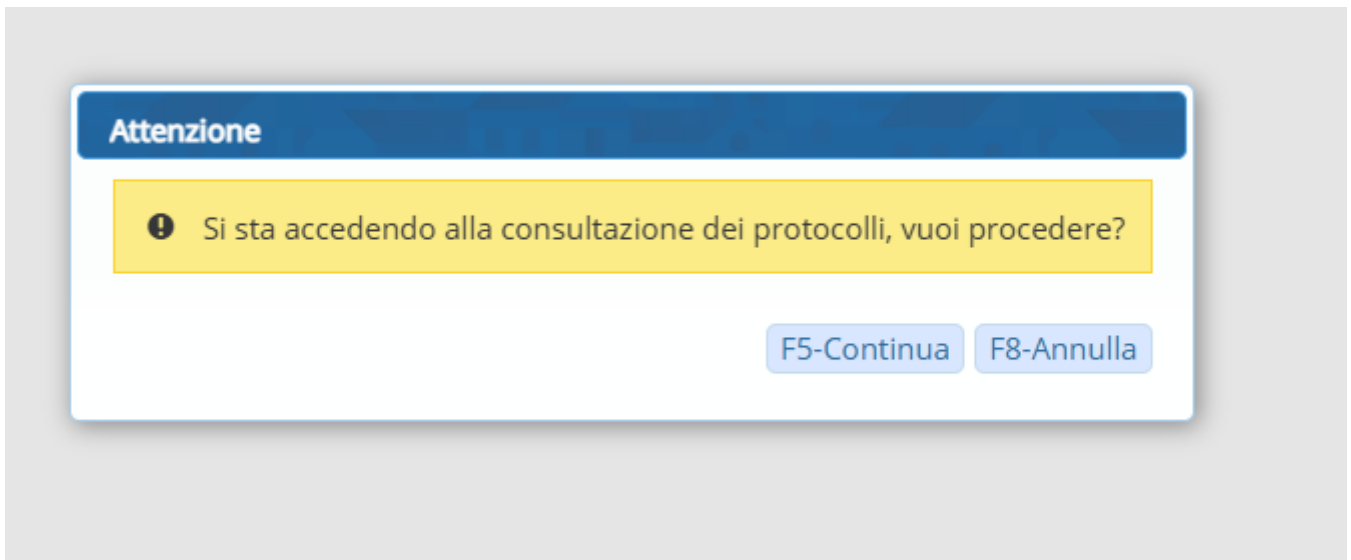 Attenzione
Si sta accedendo alla consultazione dei protocolli, vuoi procedere?
F5-Continua F8-Annulla